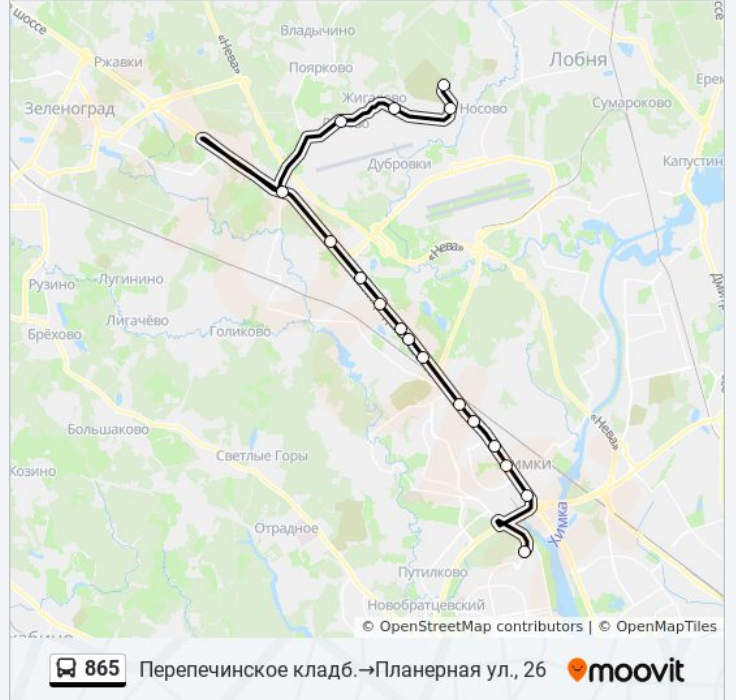 шоссе
Владычино
«Нева»
Ржавки
Поярково
Лобня
Ерем
Зеленоград
Жигалово
Носово
Сумароково
Дубровки
Капустин
«Нева»
Рузино
Лугинино
Лигачёво
Голиково
Брёхово
Большаково
Светлые Горы
«Нева»
Козино
Химка
Отрадное
Путилково
Новобратцевский
© OpenStreetMap contributors | © OpenMapTiles
865 Перепечинское кладб.→Планерная ул., 26 moovit